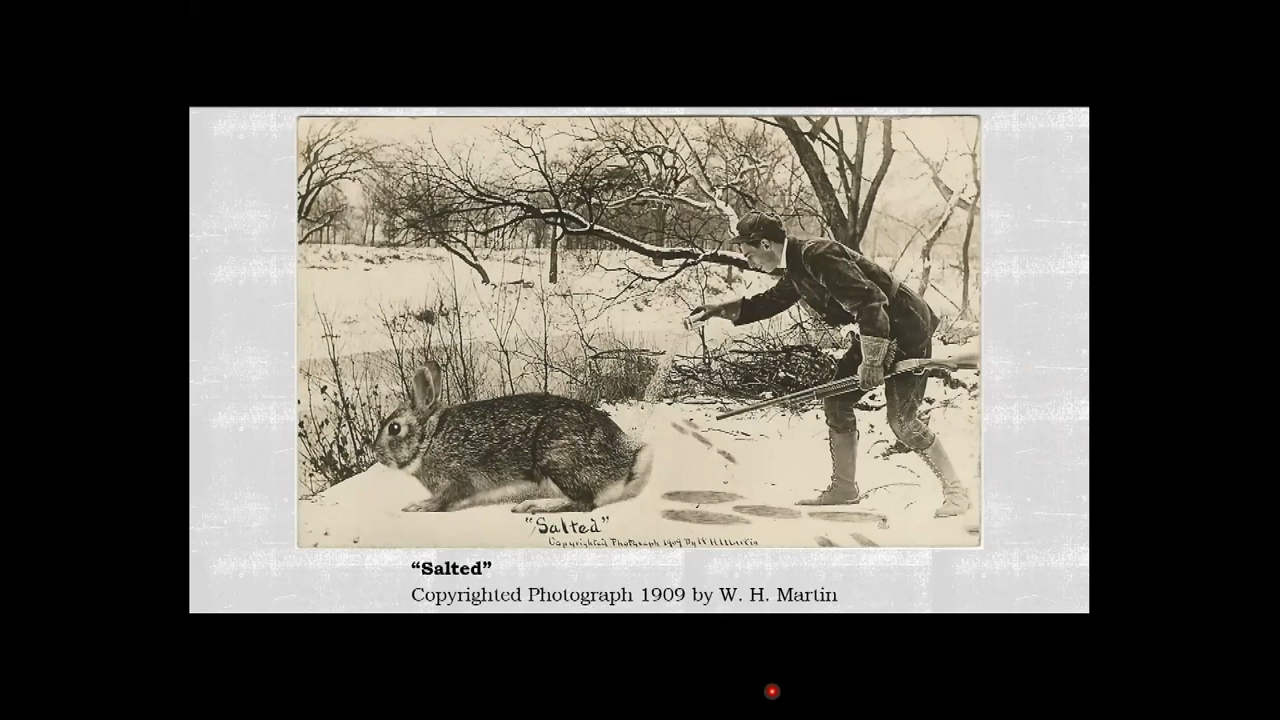 "Salted"
Copyrighted Photograph 1909 By W H Martin
“Salted”
Copyrighted Photograph 1909 by W. H. Martin